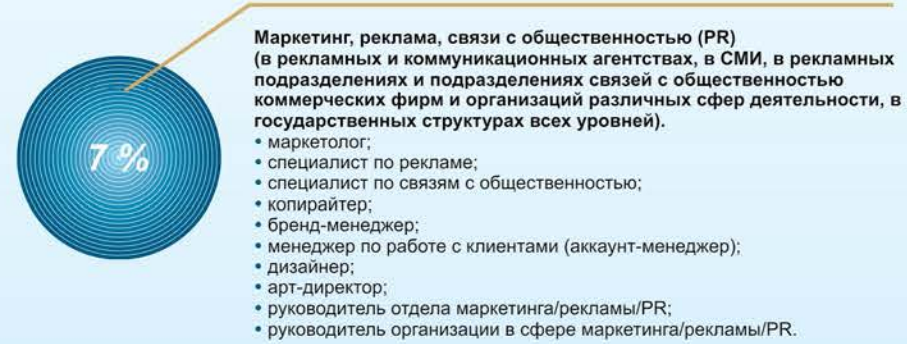 7 %
Маркетинг, реклама, связи с общественностью (PR)
(в рекламных и коммуникационных агентствах, в СМИ, в рекламных
подразделениях и подразделениях связей с общественностью
коммерческих фирм и организаций различных сфер деятельности, в
государственных структурах всех уровней).
• маркетолог;
• специалист по рекламе;
• специалист по связям с общественностью;
• копирайтер;
• бренд-менеджер;
• менеджер по работе с клиентами (аккаунт-менеджер);
• дизайнер;
• арт-директор;
• руководитель отдела маркетинга/рекламы/PR;
• руководитель организации в сфере маркетинга/рекламы/PR.